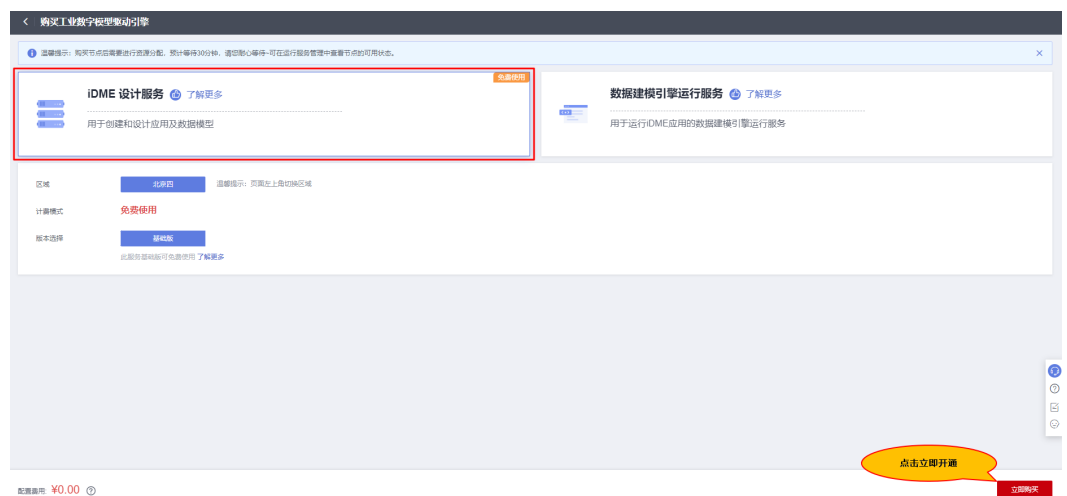 购买工业数字模型驱动引擎
温馨提示：购买节点后需要进行资源分配，预计等待30分钟，请您耐心等待~可在运行服务管理中查看节点的可用状态。
免费使用
iDME 设计服务 了解更多
用于创建和设计应用及数据模型
数据建模引擎运行服务 了解更多
用于运行iDME应用的数据建模引擎运行服务
区域 北京四 温馨提示：页面左上角切换区域
计费模式 免费使用
版本选择 基础版
此服务基础版可免费使用 了解更多
点击立即开通
配置费用 ¥0.00
立即购买